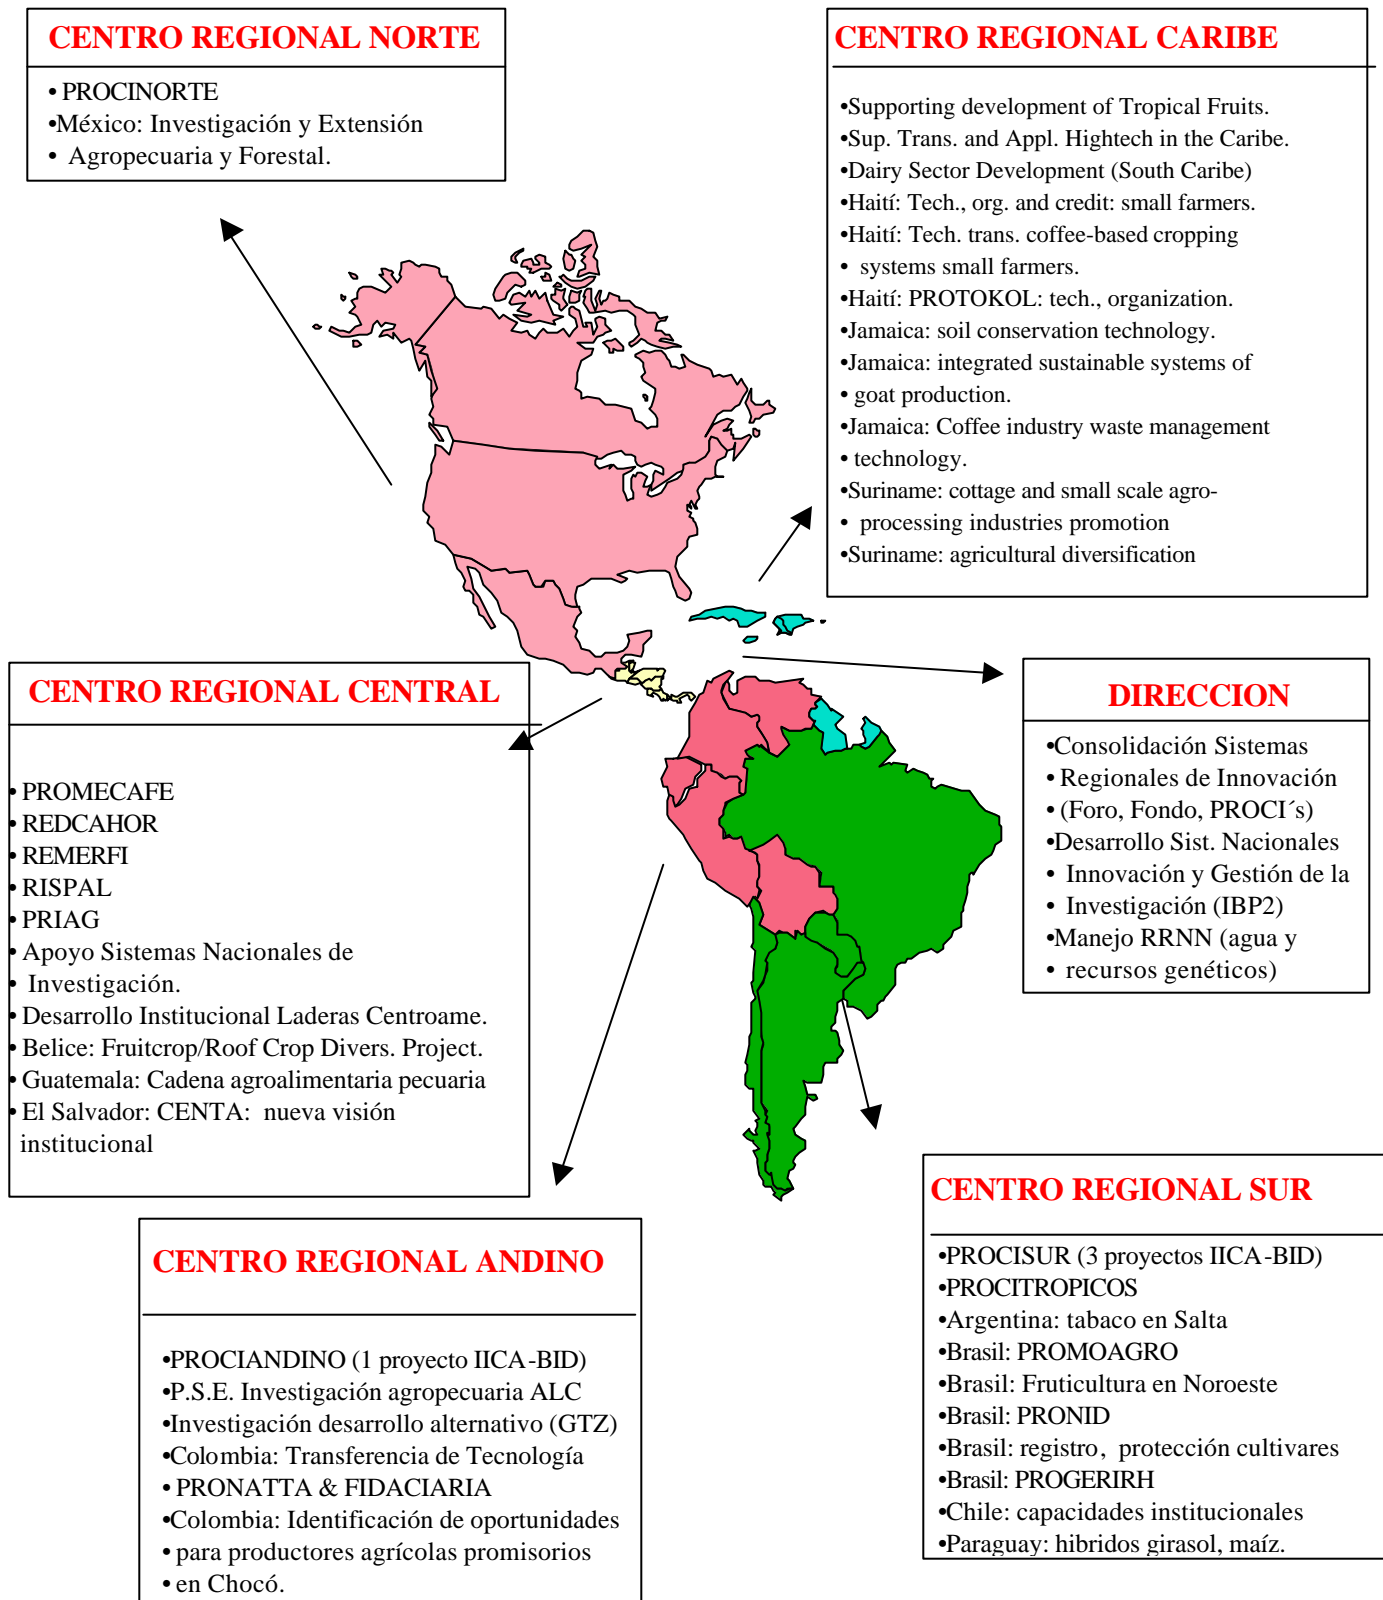 CENTRO REGIONAL NORTE
• PROCINORTE
•México: Investigación y Extensión
• Agropecuaria y Forestal.
CENTRO REGIONAL CARIBE
•Supporting development of Tropical Fruits.
•Sup. Trans. and Appl. Hightech in the Caribe.
•Dairy Sector Development (South Caribe)
•Haití: Tech., org. and credit: small farmers.
•Haití: Tech. trans. coffee-based cropping
• systems small farmers.
•Haití: PROTOKOL: tech., organization.
•Jamaica: soil conservation technology.
•Jamaica: integrated sustainable systems of
• goat production.
•Jamaica: Coffee industry waste management
• technology.
•Suriname: cottage and small scale agro-
• processing industries promotion
•Suriname: agricultural diversification
CENTRO REGIONAL CENTRAL
• PROMECAFE
• REDCAHOR
• REMERFI
• RISPAL
• PRIAG
• Apoyo Sistemas Nacionales de
• Investigación.
• Desarrollo Institucional Laderas Centroame.
• Belice: Fruitcrop/Roof Crop Divers. Project.
• Guatemala: Cadena agroalimentaria pecuaria
• El Salvador: CENTA: nueva visión
institucional
DIRECCION
•Consolidación Sistemas
• Regionales de Innovación
• (Foro, Fondo, PROCI´s)
•Desarrollo Sist. Nacionales
• Innovación y Gestión de la
• Investigación (IBP2)
•Manejo RRNN (agua y
• recursos genéticos)
CENTRO REGIONAL ANDINO
•PROCIANDINO (1 proyecto IICA-BID)
•P.S.E. Investigación agropecuaria ALC
•Investigación desarrollo alternativo (GTZ)
•Colombia: Transferencia de Tecnología
• PRONATTA & FIDACIARIA
•Colombia: Identificación de oportunidades
• para productores agrícolas promisorios
• en Chocó.
CENTRO REGIONAL SUR
•PROCISUR (3 proyectos IICA-BID)
•PROCITROPICOS
•Argentina: tabaco en Salta
•Brasil: PROMOAGRO
•Brasil: Fruticultura en Noroeste
•Brasil: PRONID
•Brasil: registro, protección cultivares
•Brasil: PROGERIRH
•Chile: capacidades institucionales
•Paraguay: hibridos girasol, maíz.